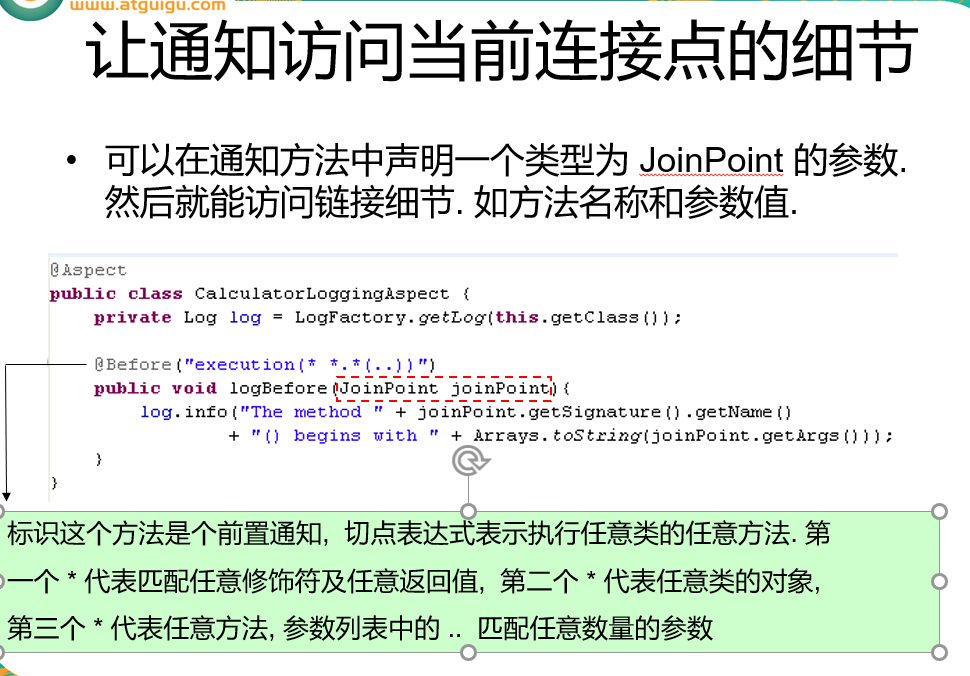 www.atguigu.com
让通知访问当前连接点的细节
• 可以在通知方法中声明一个类型为 JoinPoint 的参数.
然后就能访问链接细节. 如方法名称和参数值.
@Aspect
public class CalculatorLoggingAspect {
private Log log = LogFactory.getLog(this.getClass());
@Before("execution(* *.*(..))")
public void logBefore(JoinPoint joinPoint){
log.info("The method " + joinPoint.getSignature().getName()
+ "() begins with " + Arrays.toString(joinPoint.getArgs()));
}
}
标识这个方法是个前置通知, 切点表达式表示执行任意类的任意方法. 第
一个 * 代表匹配任意修饰符及任意返回值, 第二个 * 代表任意类的对象,
第三个 * 代表任意方法, 参数列表中的 .. 匹配任意数量的参数